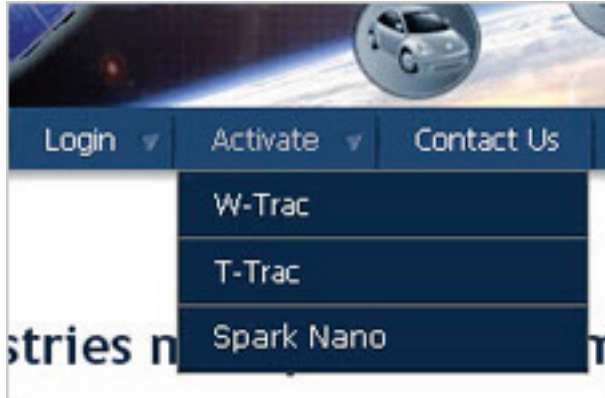 Login Activate Contact Us
W-Trac
T-Trac
Spark Nano
stries